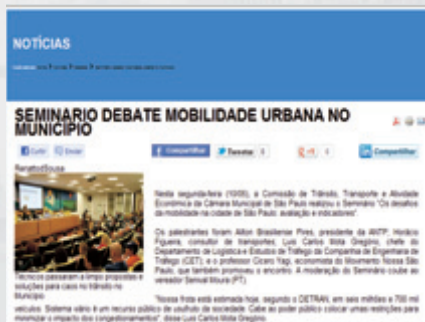 NOTÍCIAS
SEMINÁRIO DEBATE MOBILIDADE URBANA NO
MUNICÍPIO
Curtir Enviar Compartilhar Tweetar 0 +1 0 Compartilhar
RenattodSousa
Nesta segunda-feira (10/09), a Comissão de Trânsito, Transporte e Atividade
Econômica da Câmara Municipal de São Paulo realizou o Seminário "Os desafios
da mobilidade na cidade de São Paulo: avaliação e indicadores".
Os palestrantes foram Ailton Brasiliense Pires, presidente da ANTP, Horácio
Figueira, consultor de transportes, Luis Carlos Mota Gregório, chefe do
Departamento de Logística e Estudos de Tráfego da Companhia de Engenharia de
Tráfego (CET), e o professor Cícero Yagi, economista do Movimento Nossa São
Paulo, que também promoveu o encontro. A moderação do Seminário coube ao
vereador Senival Moura (PT).
Técnicos passaram a limpo propostas e
soluções para caos no trânsito no
Município
"Nossa frota está estimada hoje, segundo o DETRAN, em seis milhões e 700 mil
veículos. Sistema viário é um recurso público de usufruto da sociedade. Cabe ao poder público colocar umas restrições para
minimizar o impacto dos congestionamentos", disse Luis Carlos Mota Gregório.